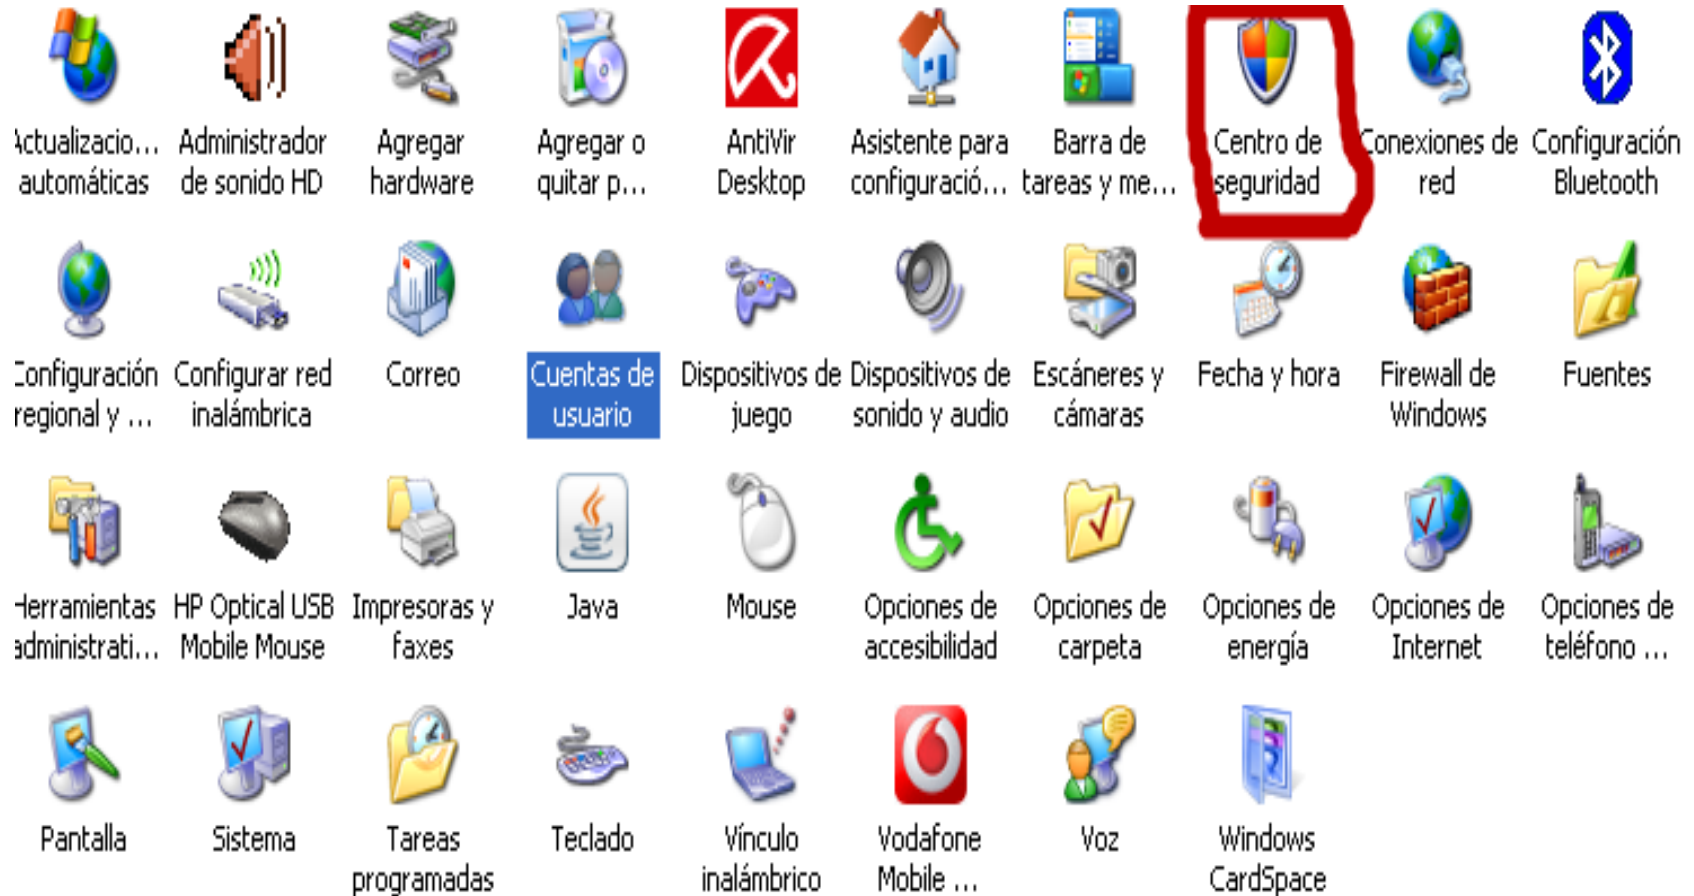 Actualizacio... Administrador Agregar Agregar o AntiVir Asistente para Barra de Centro de Conexiones de Configuración
automáticas de sonido HD hardware quitar p... Desktop configuració... tareas y me... seguridad red Bluetooth
Configuración Configurar red Correo Cuentas de Dispositivos de Dispositivos de Escáneres y Fecha y hora Firewall de Fuentes
regional y ... inalámbrica usuario juego sonido y audio cámaras Windows
Herramientas HP Optical USB Impresoras y Java Mouse Opciones de Opciones de Opciones de Opciones de Opciones de
administrati... Mobile Mouse faxes accesibilidad carpeta energía Internet teléfono ...
Pantalla Sistema Tareas Teclado Vínculo Vodafone Voz Windows
programadas inalámbrico Mobile ... CardSpace